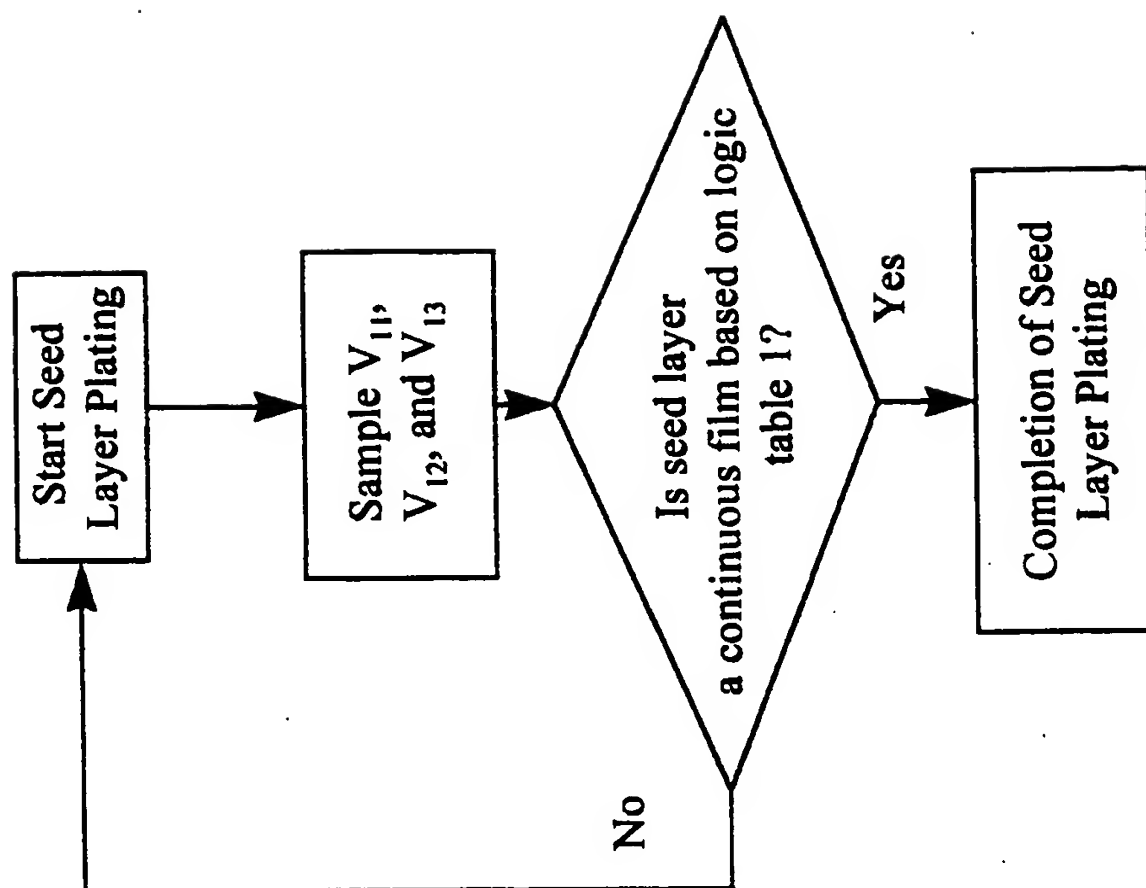 Start Seed
Layer Plating
Sample V₁₁,
V₁₂, and V₁₃
Is seed layer
a continuous film based on logic
table 1?
No
Yes
Completion of Seed
Layer Plating